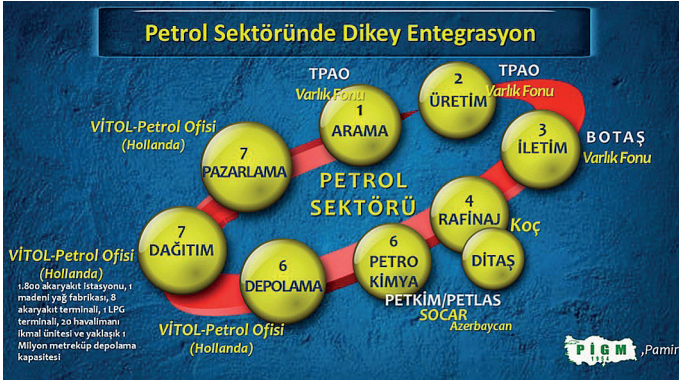 Petrol Sektöründe Dikey Entegrasyon
TPAO
Varlık Fonu
1
ARAMA
2
ÜRETİM
TPAO
Varlık Fonu
3
İLETİM
BOTAŞ
Varlık Fonu
VİTOL-Petrol Ofisi
(Hollanda)
7
PAZARLAMA
PETROL
SEKTÖRÜ
4
RAFİNAJ
Koç
DİTAŞ
7
DAĞITIM
6
DEPOLAMA
6
PETRO
KİMYA
PETKİM/PETLAS
SOCAR
Azerbaycan
VİTOL-Petrol Ofisi
(Hollanda)
1.800 akaryakıt istasyonu, 1
madeni yağ fabrikası, 8
akaryakıt terminali, 1 LPG
terminali, 20 havalimanı
ikmal ünitesi ve yaklaşık 1
Milyon metreküp depolama
kapasitesi
VİTOL-Petrol Ofisi
(Hollanda)
PİGM
1954
,Pamir